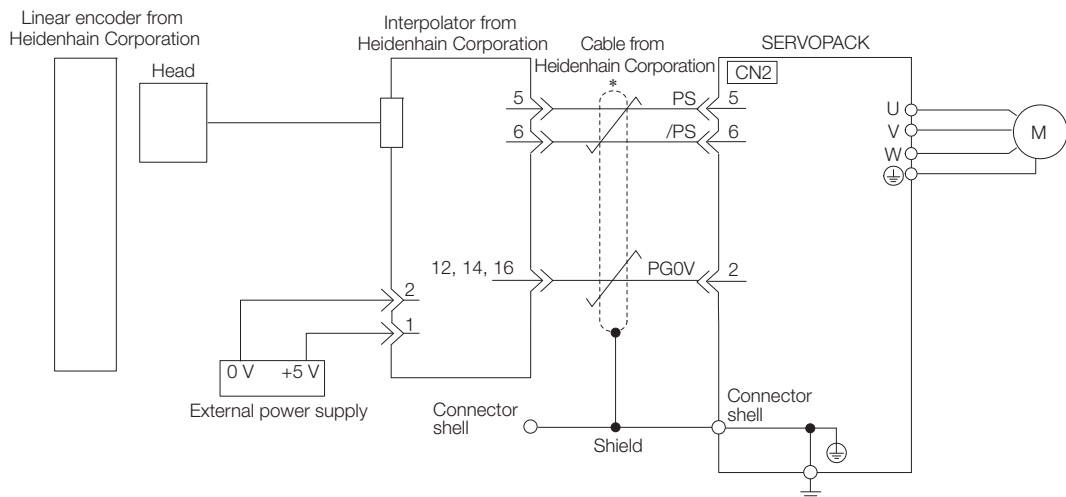 Linear encoder from
Heidenhain Corporation
Head
Interpolator from
Heidenhain Corporation
Cable from
Heidenhain Corporation
*
SERVOPACK
CN2
5
PS
5
6
/PS
6
12, 14, 16
PG0V
2
2
1
0 V
+5 V
External power supply
U
V
W
M
Connector
shell
Shield
Connector
shell